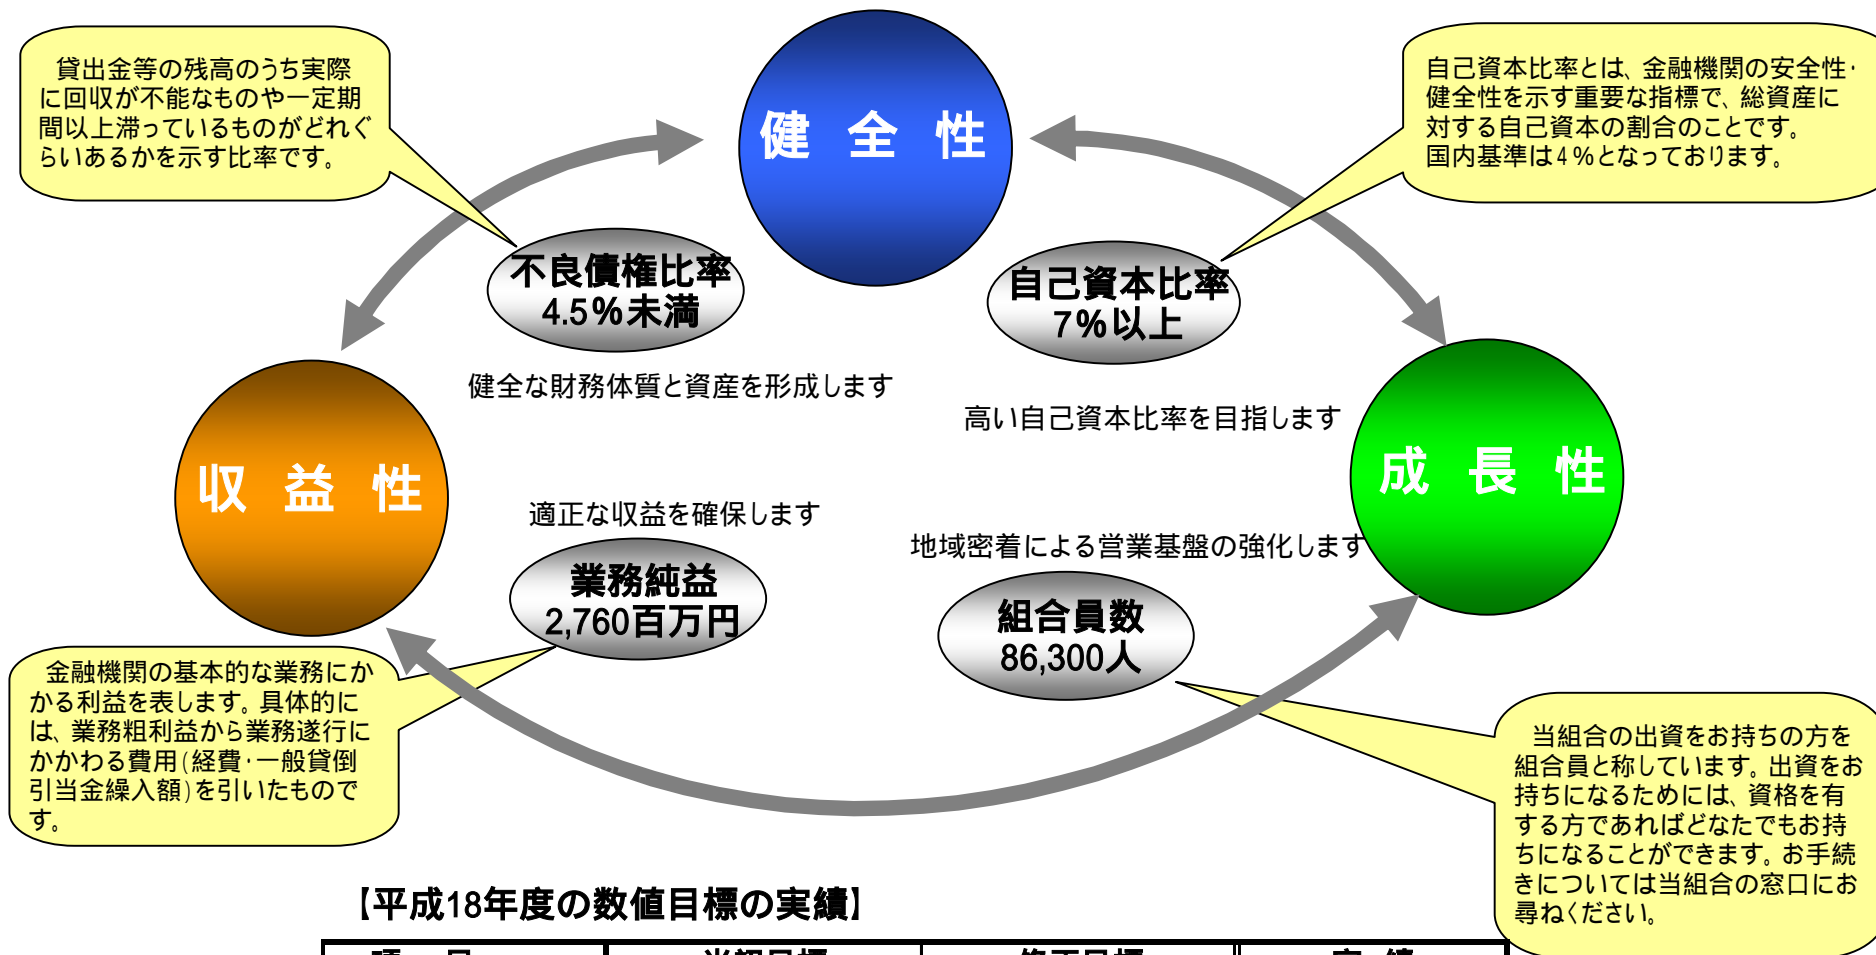 貸出金等の残高のうち実際
に回収が不能なものや一定期
間以上滞っているものがどれぐ
らいあるかを示す比率です。
健 全 性
自己資本比率とは、金融機関の安全性・
健全性を示す重要な指標で、総資産に
対する自己資本の割合のことです。
国内基準は4%となっております。
不良債権比率
4.5%未満
自己資本比率
7%以上
健全な財務体質と資産を形成します
高い自己資本比率を目指します
収 益 性
成 長 性
適正な収益を確保します
地域密着による営業基盤の強化します
業務純益
2,760百万円
組合員数
86,300人
金融機関の基本的な業務にか
かる利益を表します。具体的に
は、業務粗利益から業務遂行に
かかわる費用(経費・一般貸倒
引当金繰入額)を引いたもので
す。
当組合の出資をお持ちの方を
組合員と称しています。出資をお
持ちになるためには、資格を有
する方であればどなたでもお持
ちになることができます。お手続
きについては当組合の窓口にお
尋ねください。
【平成18年度の数値目標の実績】
項 目 当初目標 修正目標 実 績